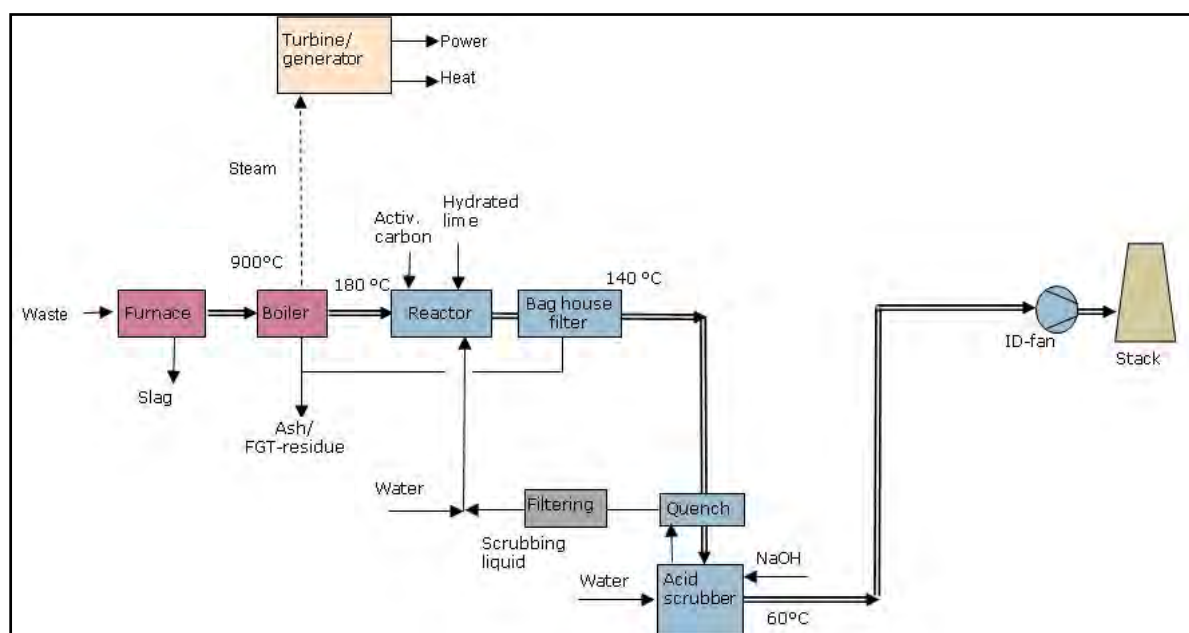 Turbine/
generator
Power
Heat
Steam
Activ.
carbon
Hydrated
lime
900°C
180 °C
140 °C
Waste
Furnace
Boiler
Reactor
Bag house
filter
ID-fan
Stack
Slag
Ash/
FGT-residue
Water
Filtering
Quench
Scrubbing
liquid
NaOH
Water
Acid
scrubber
60°C